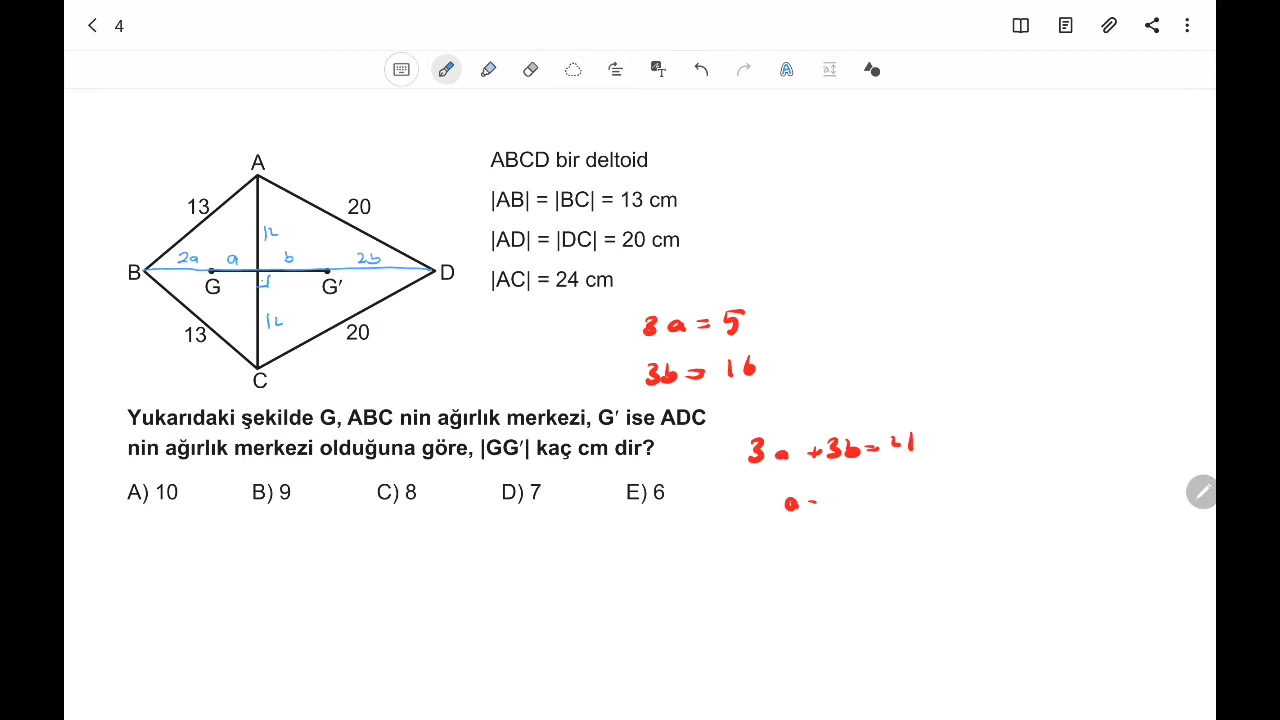 4
A
ABCD bir deltoid
13
20
|AB| = |BC| = 13 cm
12
|AD| = |DC| = 20 cm
2a
a
b
2b
B
G
G′
D
|AC| = 24 cm
12
13
20
3a = 5
C
3b = 16
Yukarıdaki şekilde G, ABC nin ağırlık merkezi, G′ ise ADC
nin ağırlık merkezi olduğuna göre, |GG′| kaç cm dir?
3a + 3b = 21
A) 10 B) 9 C) 8 D) 7 E) 6
a -